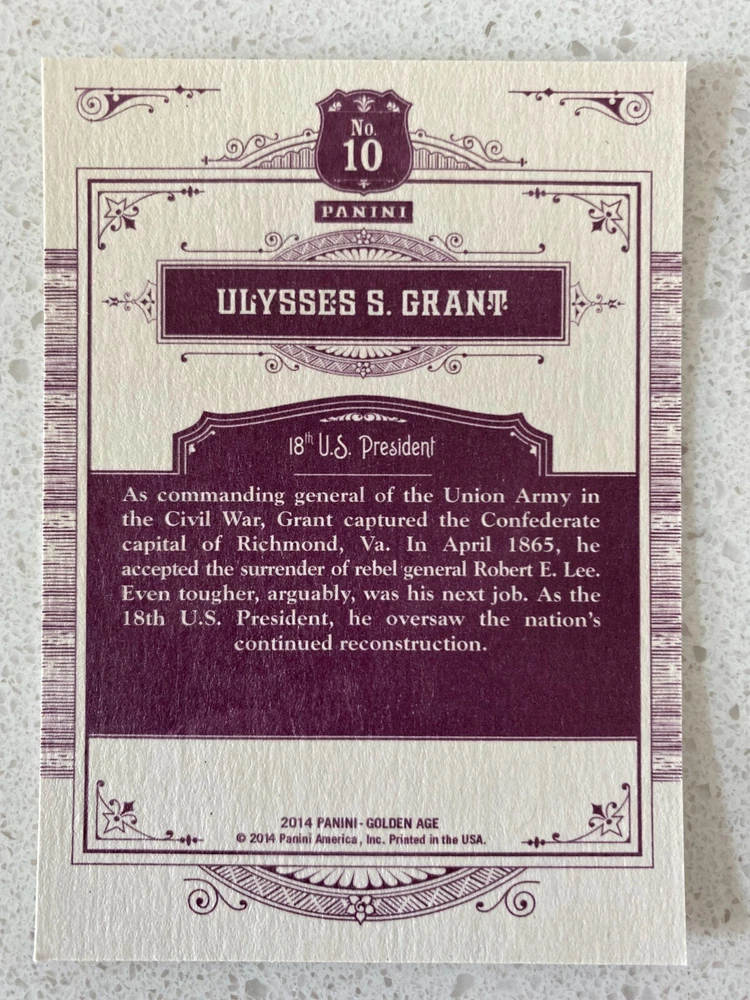 No.
10
PANINI
ULYSSES S. GRANT
18th U.S. President
As commanding general of the Union Army in
the Civil War, Grant captured the Confederate
capital of Richmond, Va. In April 1865, he
accepted the surrender of rebel general Robert E. Lee.
Even tougher, arguably, was his next job. As the
18th U.S. President, he oversaw the nation's
continued reconstruction.
2014 PANINI - GOLDEN AGE
© 2014 Panini America, Inc. Printed in the USA.